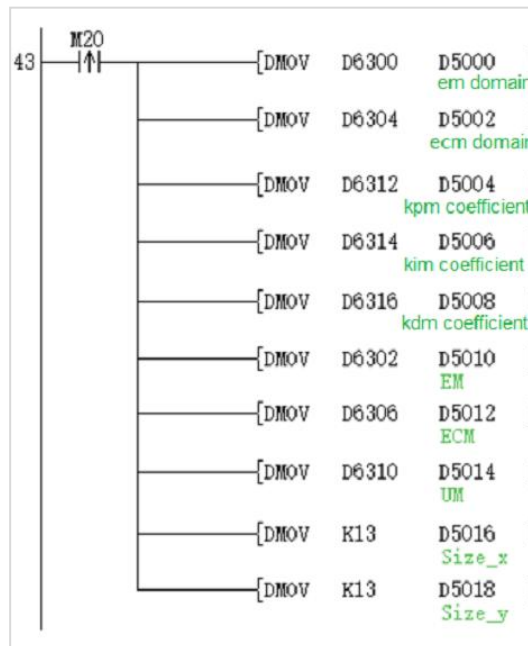 M20
43 [DMOV D6300 D5000
em domain
[DMOV D6304 D5002
ecm domain
[DMOV D6312 D5004
kpm coefficient
[DMOV D6314 D5006
kim coefficient
[DMOV D6316 D5008
kdm coefficient
[DMOV D6302 D5010
EM
[DMOV D6306 D5012
ECM
[DMOV D6310 D5014
UM
[DMOV K13 D5016
Size_x
[DMOV K13 D5018
Size_y